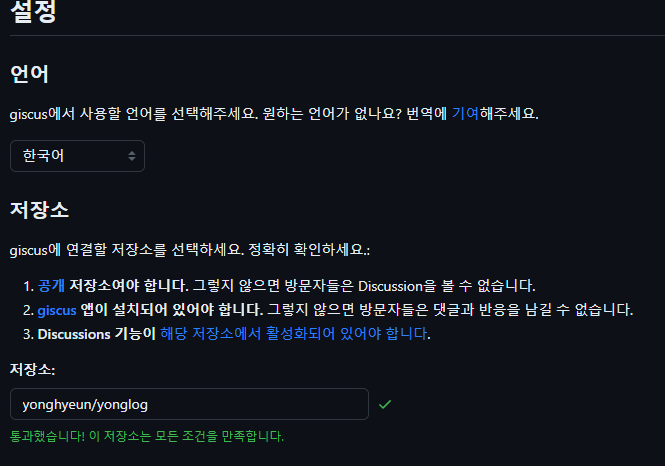 설정
언어
giscus에서 사용할 언어를 선택해주세요. 원하는 언어가 없나요? 번역에 기여해주세요.
한국어
저장소
giscus에 연결할 저장소를 선택하세요. 정확히 확인하세요.:
1. 공개 저장소여야 합니다. 그렇지 않으면 방문자들은 Discussion을 볼 수 없습니다.
2. giscus 앱이 설치되어 있어야 합니다. 그렇지 않으면 방문자들은 댓글과 반응을 남길 수 없습니다.
3. Discussions 기능이 해당 저장소에서 활성화되어 있어야 합니다.
저장소:
yonghyeun/yonglog
통과했습니다! 이 저장소는 모든 조건을 만족합니다.